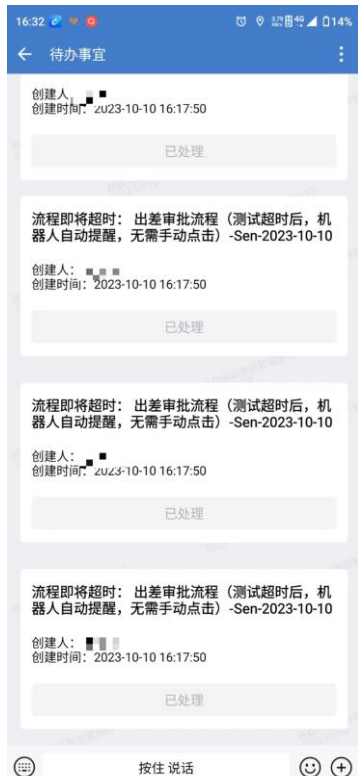 16:32
4G 14%
待办事宜
创建人
创建时间：2023-10-10 16:17:50
已处理
流程即将超时： 出差审批流程（测试超时后，机
器人自动提醒，无需手动点击）-Sen-2023-10-10
创建人：
创建时间：2023-10-10 16:17:50
已处理
流程即将超时： 出差审批流程（测试超时后，机
器人自动提醒，无需手动点击）-Sen-2023-10-10
创建人：
创建时间：2023-10-10 16:17:50
已处理
流程即将超时： 出差审批流程（测试超时后，机
器人自动提醒，无需手动点击）-Sen-2023-10-10
创建人：
创建时间：2023-10-10 16:17:50
已处理
按住 说话